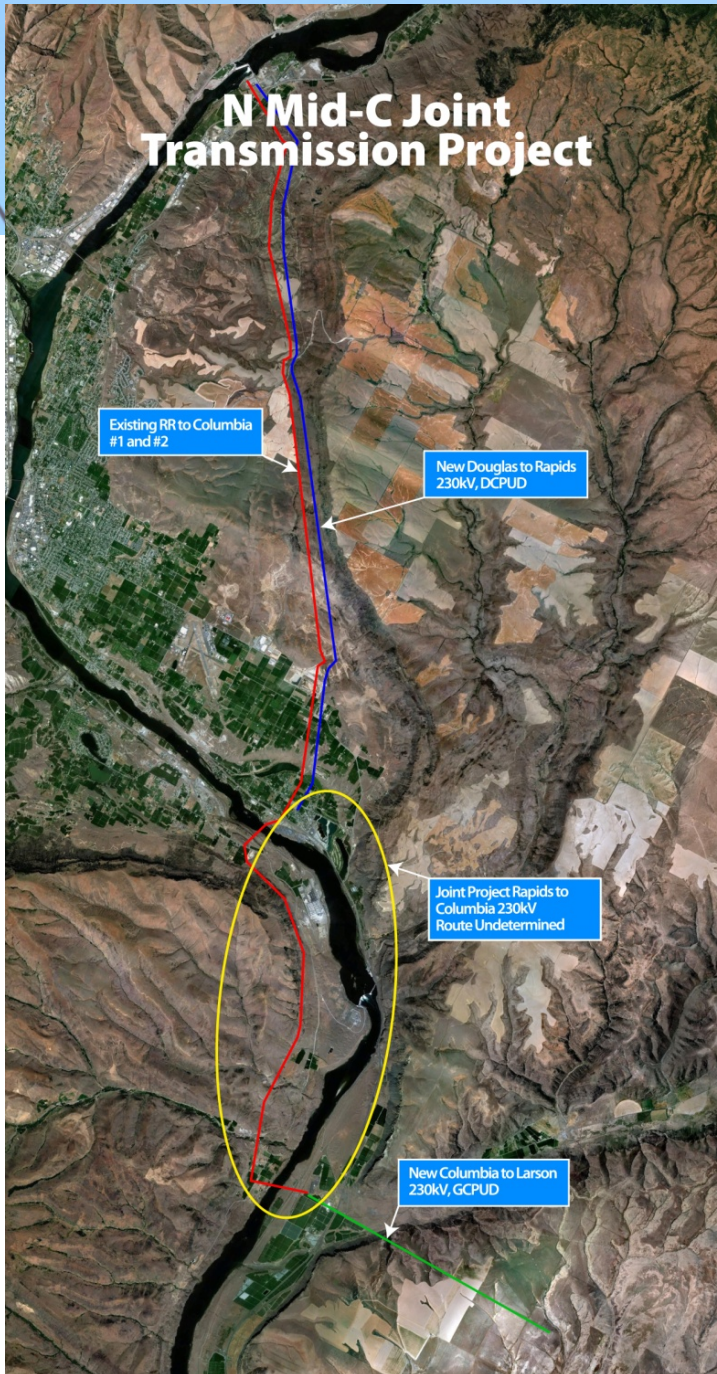 N Mid-C Joint
Transmission Project
Existing RR to Columbia
#1 and #2
New Douglas to Rapids
230kV, DCPUD
Joint Project Rapids to
Columbia 230kV
Route Undetermined
New Columbia to Larson
230kV, GCPUD